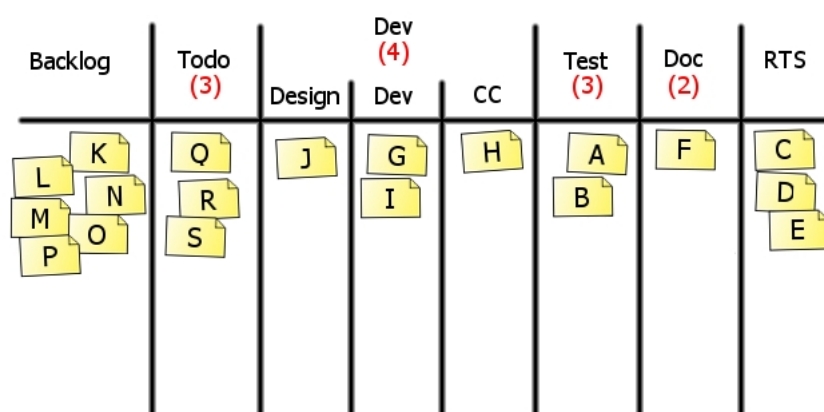 Dev
(4)
Backlog
Todo
(3)
Test
(3)
Doc
(2)
RTS
Design
Dev
CC
K
L
N
M
O
P
Q
R
S
J
G
I
H
A
B
F
C
D
E